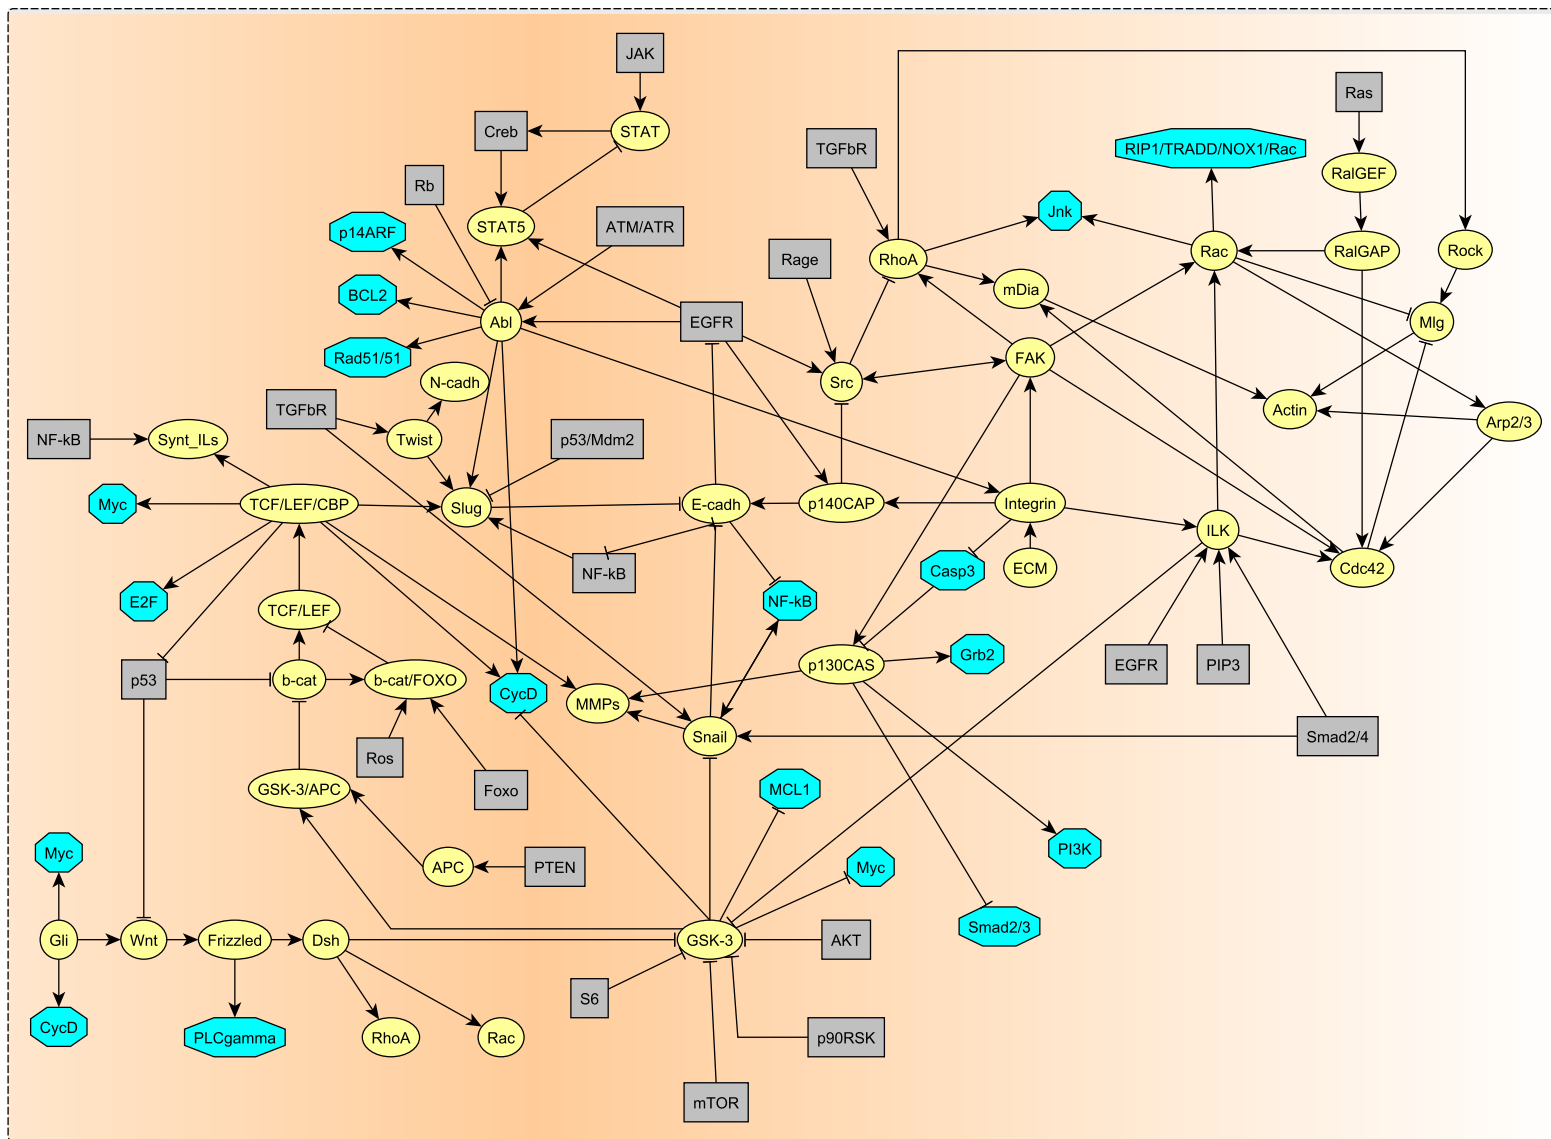 JAK
Ras
Creb
STAT
TGFbR
RIP1/TRADD/NOX1/Rac
RalGEF
Rb
p14ARF
STAT5
ATM/ATR
Jnk
Rage
RhoA
Rac
RalGAP
Rock
BCL2
mDia
Abl
EGFR
Mlg
Rad51/51
FAK
N-cadh
Src
TGFbR
Actin
Arp2/3
NF-kB
Synt_ILs
Twist
p53/Mdm2
Myc
TCF/LEF/CBP
Slug
E-cadh
p140CAP
Integrin
ILK
NF-kB
Casp3
ECM
Cdc42
E2F
TCF/LEF
NF-kB
p53
b-cat
b-cat/FOXO
CycD
MMPs
p130CAS
Grb2
EGFR
PIP3
Ros
Snail
Smad2/4
GSK-3/APC
Foxo
MCL1
Myc
APC
PTEN
Myc
PI3K
Gli
Wnt
Frizzled
Dsh
GSK-3
AKT
Smad2/3
S6
CycD
PLCgamma
RhoA
Rac
p90RSK
mTOR